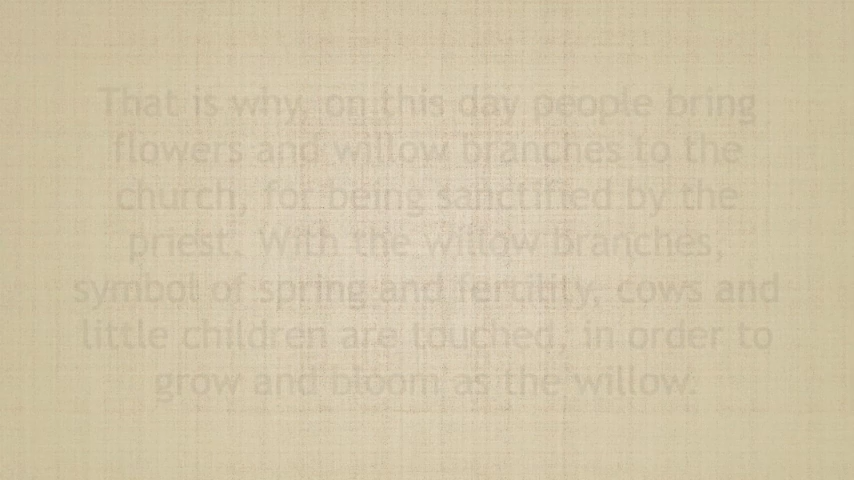 That is why, on this day people bring
flowers and willow branches to the
church, for being sanctified by the
priest. With the willow branches,
symbol of spring and fertility, cows and
little children are touched, in order to
grow and bloom as the willow.